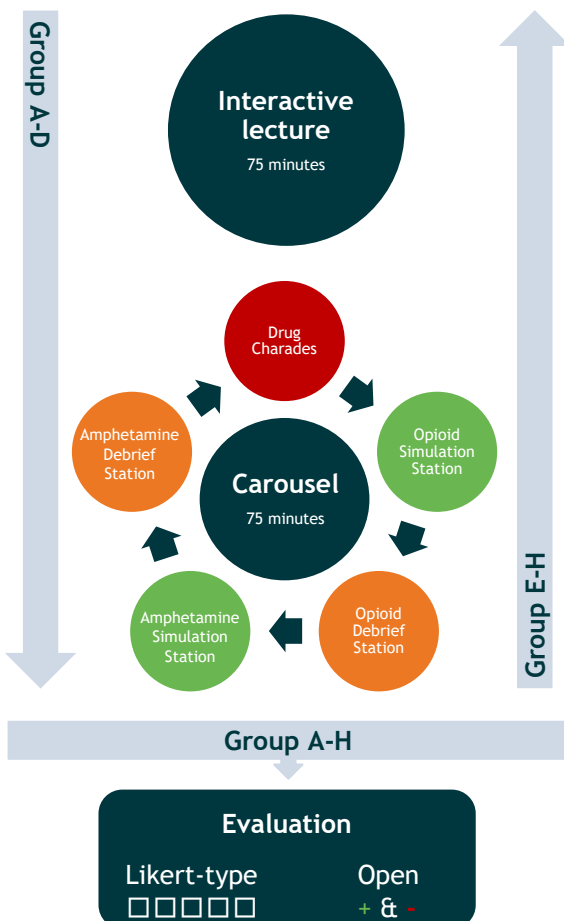 Group A-D
Interactive
lecture
75 minutes
Drug
Charades
Amphetamine
Debrief
Station
Opioid
Simulation
Station
Carousel
75 minutes
Amphetamine
Simulation
Station
Opioid
Debrief
Station
Group E-H
Group A-H
Evaluation
Likert-type
Open
□□□□□
+ & -